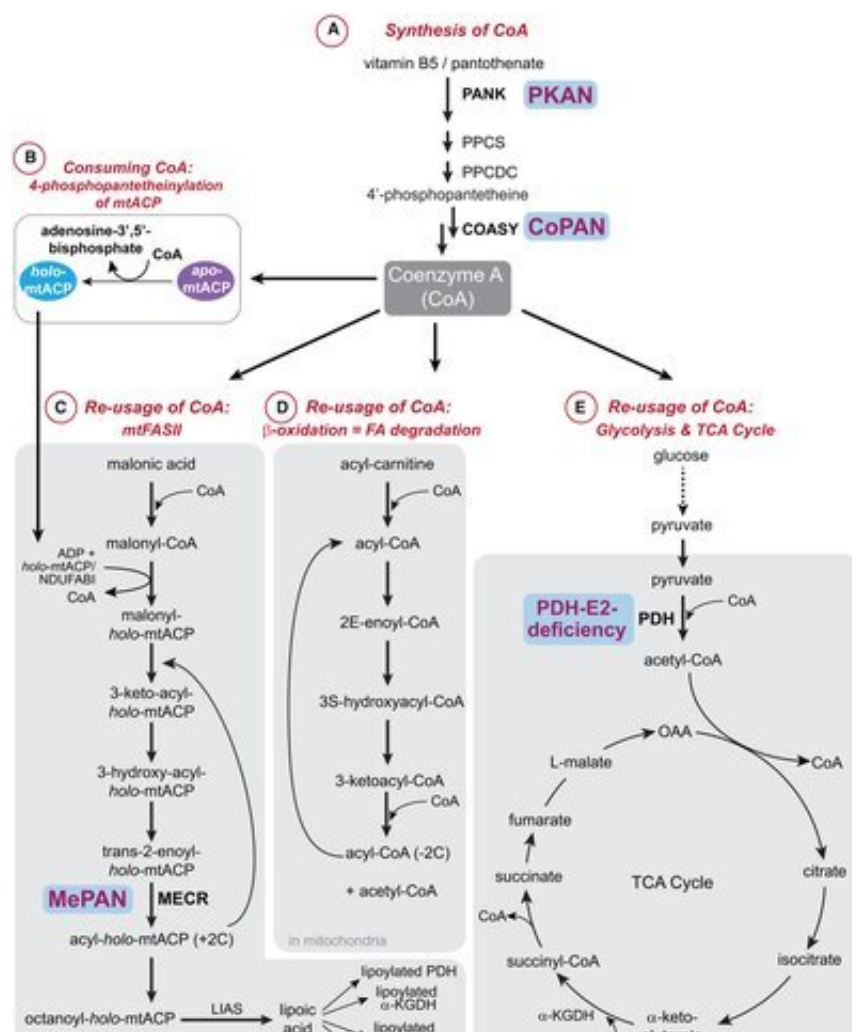 A
Synthesis of CoA
vitamin B5 / pantothenate
PANK
PKAN
PPCS
PPCDC
4'-phosphopantetheine
COASY
CoPAN
Coenzyme A
(CoA)
B
Consuming CoA:
4-phosphopantetheinylation
of mtACP
adenosine-3',5'-
bisphosphate
CoA
holo-
mtACP
apo-
mtACP
C
Re-usage of CoA:
mtFASII
malonic acid
CoA
malonyl-CoA
ADP +
holo-mtACP/
NDUFABI
CoA
malonyl-
holo-mtACP
3-keto-acyl-
holo-mtACP
3-hydroxy-acyl-
holo-mtACP
trans-2-enoyl-
holo-mtACP
MePAN
MECR
acyl-holo-mtACP (+2C)
octanoyl-holo-mtACP
LIAS
lipoic
acid
lipoylated PDH
lipoylated
α-KGDH
lipoylated
D
Re-usage of CoA:
β-oxidation = FA degradation
acyl-carnitine
CoA
acyl-CoA
2E-enoyl-CoA
3S-hydroxyacyl-CoA
3-ketoacyl-CoA
CoA
acyl-CoA (-2C)
+ acetyl-CoA
in mitochondria
E
Re-usage of CoA:
Glycolysis & TCA Cycle
glucose
pyruvate
pyruvate
PDH-E2-
deficiency
PDH
CoA
acetyl-CoA
OAA
CoA
L-malate
fumarate
succinate
TCA Cycle
citrate
CoA
succinyl-CoA
isocitrate
α-KGDH
α-keto-